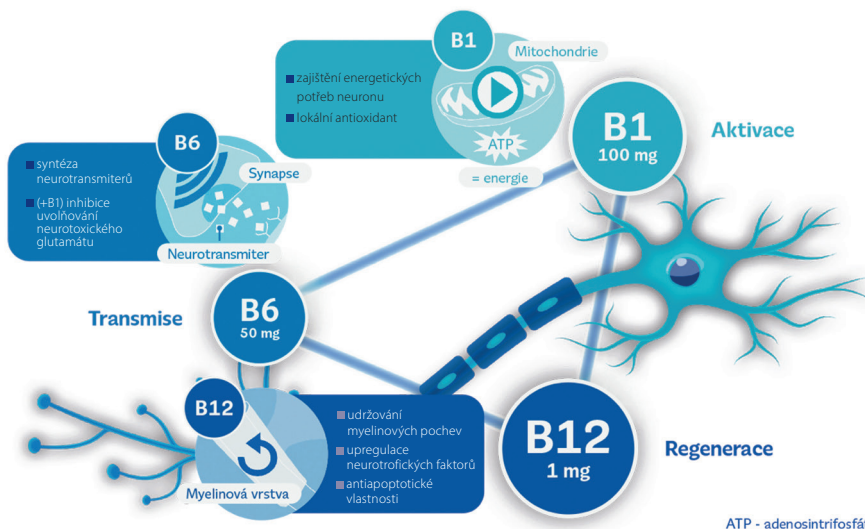 B1
Mitochondrie
zajištění energetických
potřeb neuronu
lokální antioxidant
ATP
= energie
B1
100 mg
Aktivace
B6
syntéza
neurotransmiterů
(+B1) inhibice
uvolňování
neurotoxického
glutamátu
Synapse
Neurotransmiter
Transmise
B6
50 mg
B12
Myelinová vrstva
udržování
myelinových pochev
upregulace
neurotrofických faktorů
antiapoptotické
vlastnosti
B12
1 mg
Regenerace
ATP - adenosintrifosfá